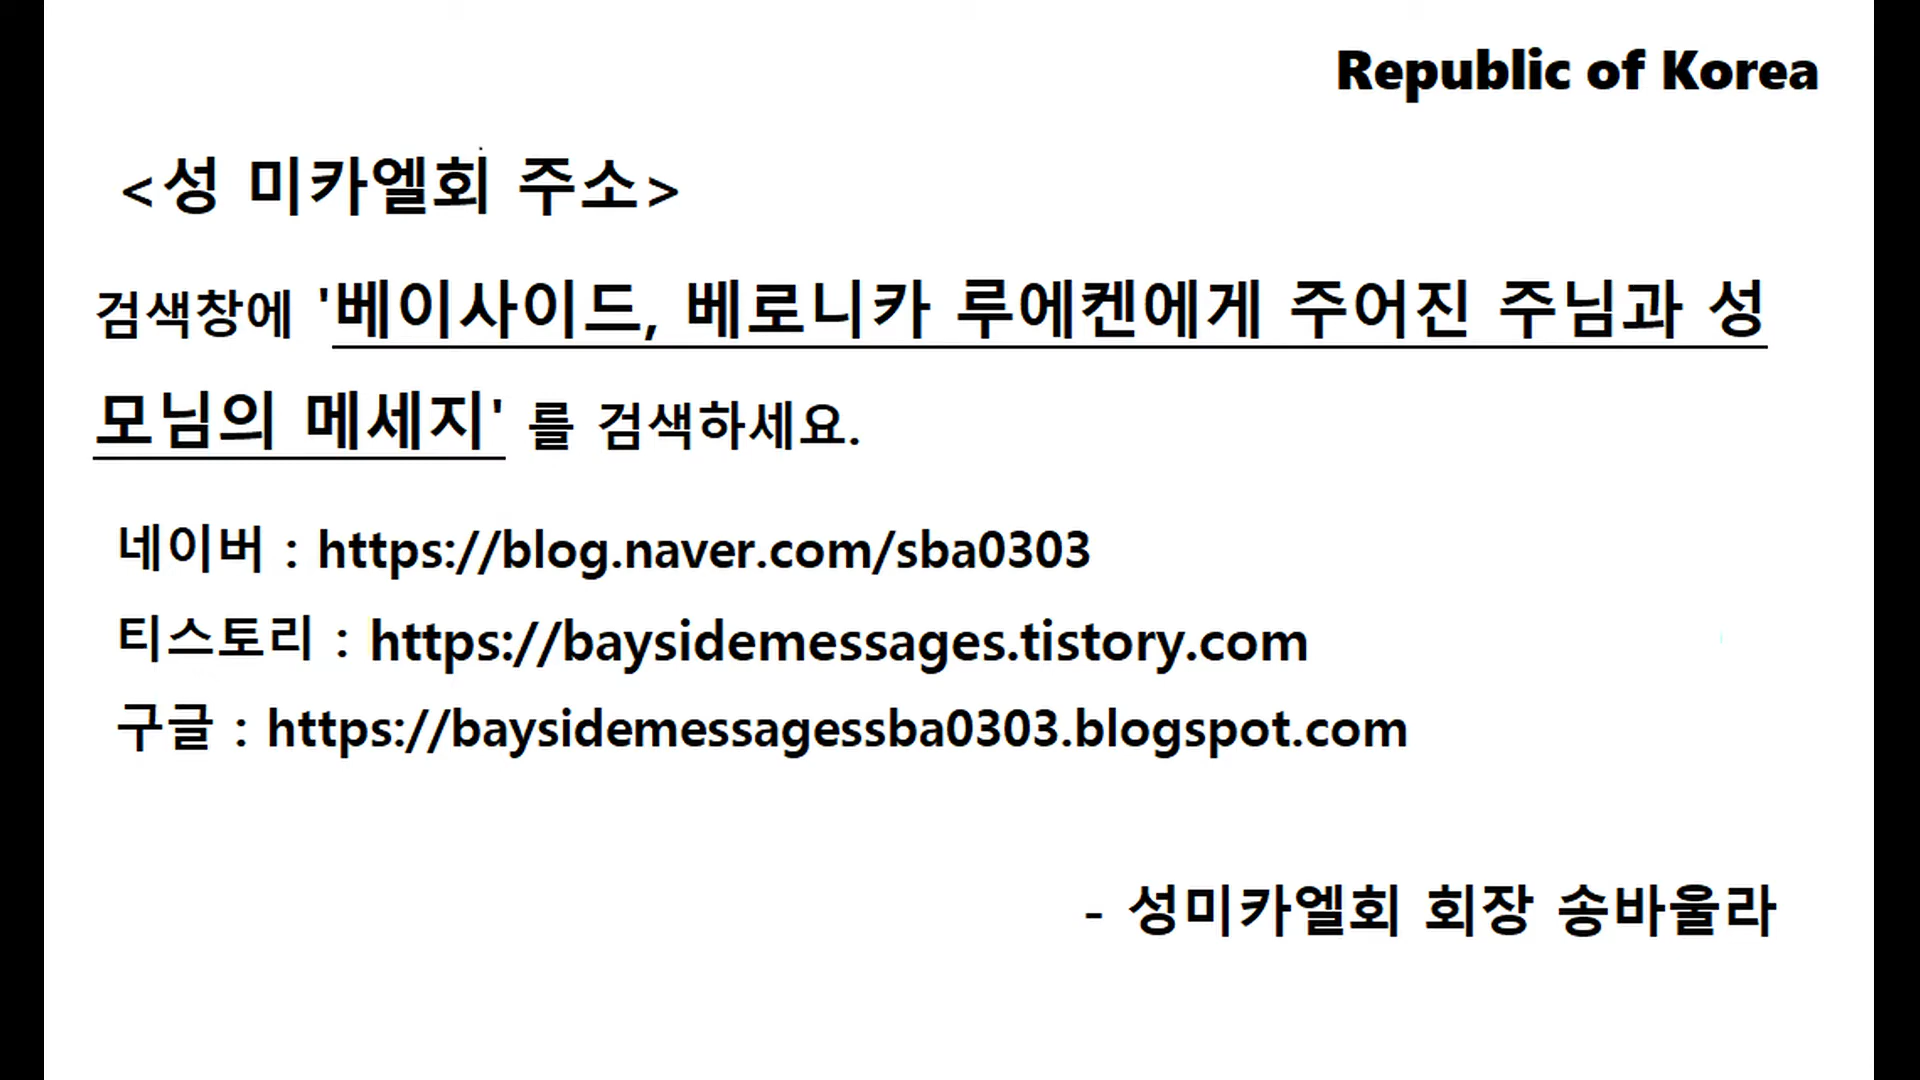 Republic of Korea
<성 미카엘회 주소>
검색창에 '베이사이드, 베로니카 루에켄에게 주어진 주님과 성
모님의 메세지' 를 검색하세요.
네이버 : https://blog.naver.com/sba0303
티스토리 : https://baysidemessages.tistory.com
구글 : https://baysidemessagessba0303.blogspot.com
- 성미카엘회 회장 송바울라